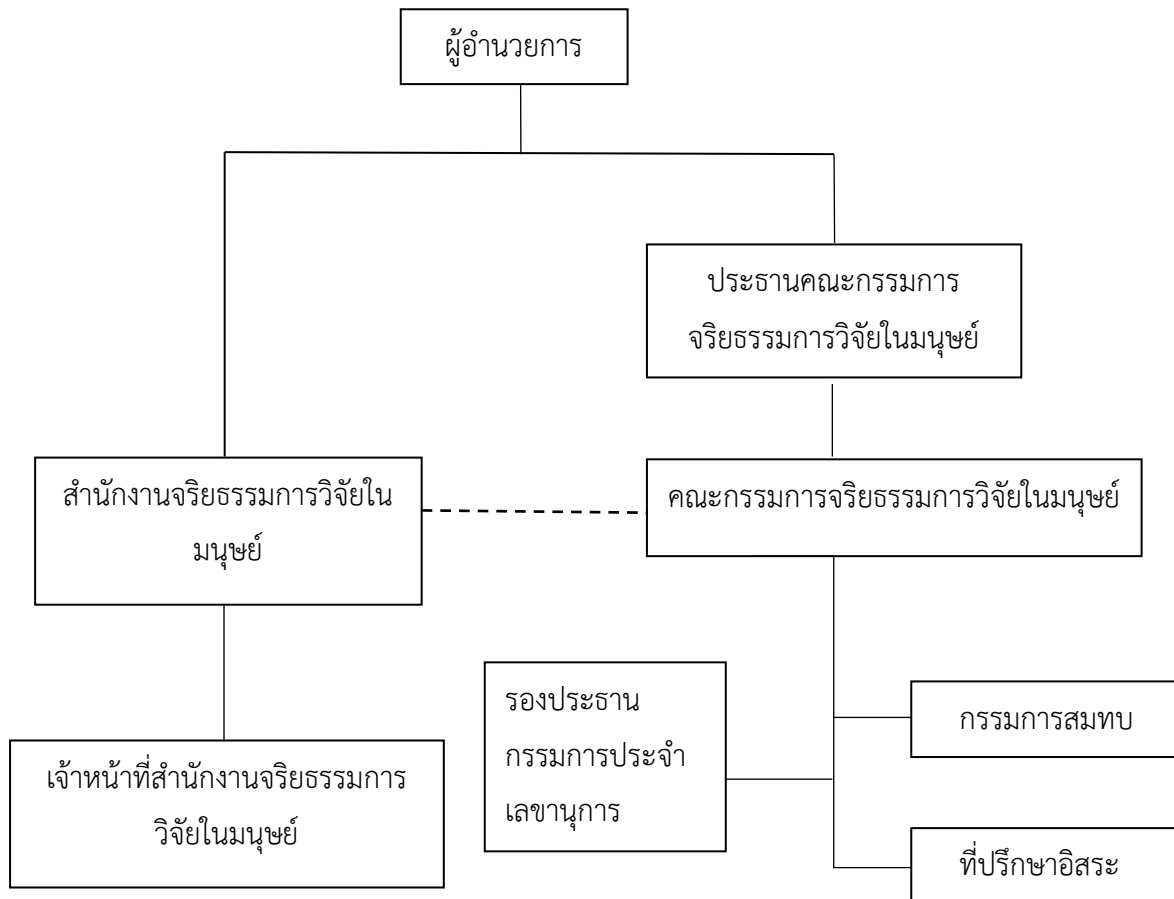 ผู้อำนวยการ
ประธานคณะกรรมการ
จริยธรรมการวิจัยในมนุษย์
สำนักงานจริยธรรมการวิจัยใน
มนุษย์
คณะกรรมการจริยธรรมการวิจัยในมนุษย์
รองประธาน
กรรมการประจำ
เลขานุการ
กรรมการสมทบ
เจ้าหน้าที่สำนักงานจริยธรรมการ
วิจัยในมนุษย์
ที่ปรึกษาอิสระ